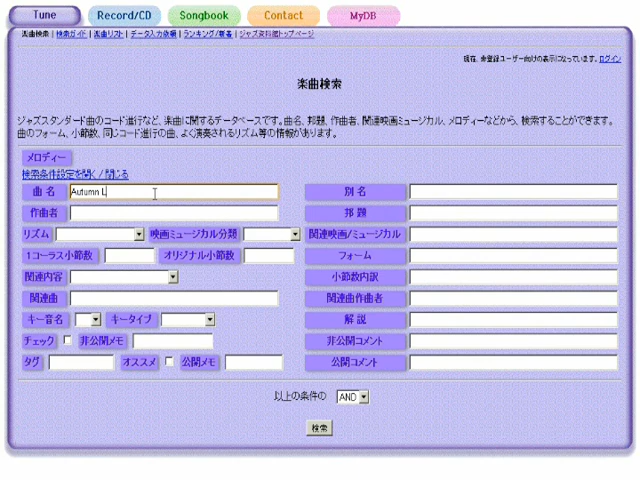 Tune Record/CD Songbook Contact MyDB
楽曲検索 | 検索ガイド | 楽曲リスト | データ入力依頼 | ランキング/新着 | ジャズ資料館トップページ
現在、未登録ユーザー向けの表示になっています。ログイン
楽曲検索
ジャズスタンダード曲のコード進行など、楽曲に関するデータベースです。曲名、邦題、作曲者、関連映画ミュージカル、メロディーなどから、検索することができます。
曲のフォーム、小節数、同じコード進行の曲、よく演奏されるリズム等の情報があります。
メロディー
検索条件設定を開く / 閉じる
曲 名 Autumn L 別 名
作曲者 邦 題
リズム 映画ミュージカル分類 関連映画/ミュージカル
1コーラス小節数 オリジナル小節数 フォーム
関連内容 小節数内訳
関連曲 関連曲作曲者
キー音名 キータイプ 解 説
チェック 非公開メモ 非公開コメント
タグ オススメ 公開メモ 公開コメント
以上の条件の AND
検索